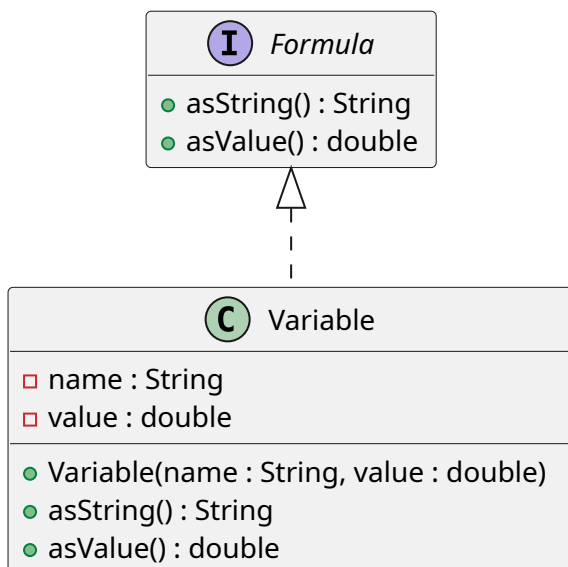 I Formula
asString() : String
asValue() : double
C Variable
name : String
value : double
Variable(name : String, value : double)
asString() : String
asValue() : double